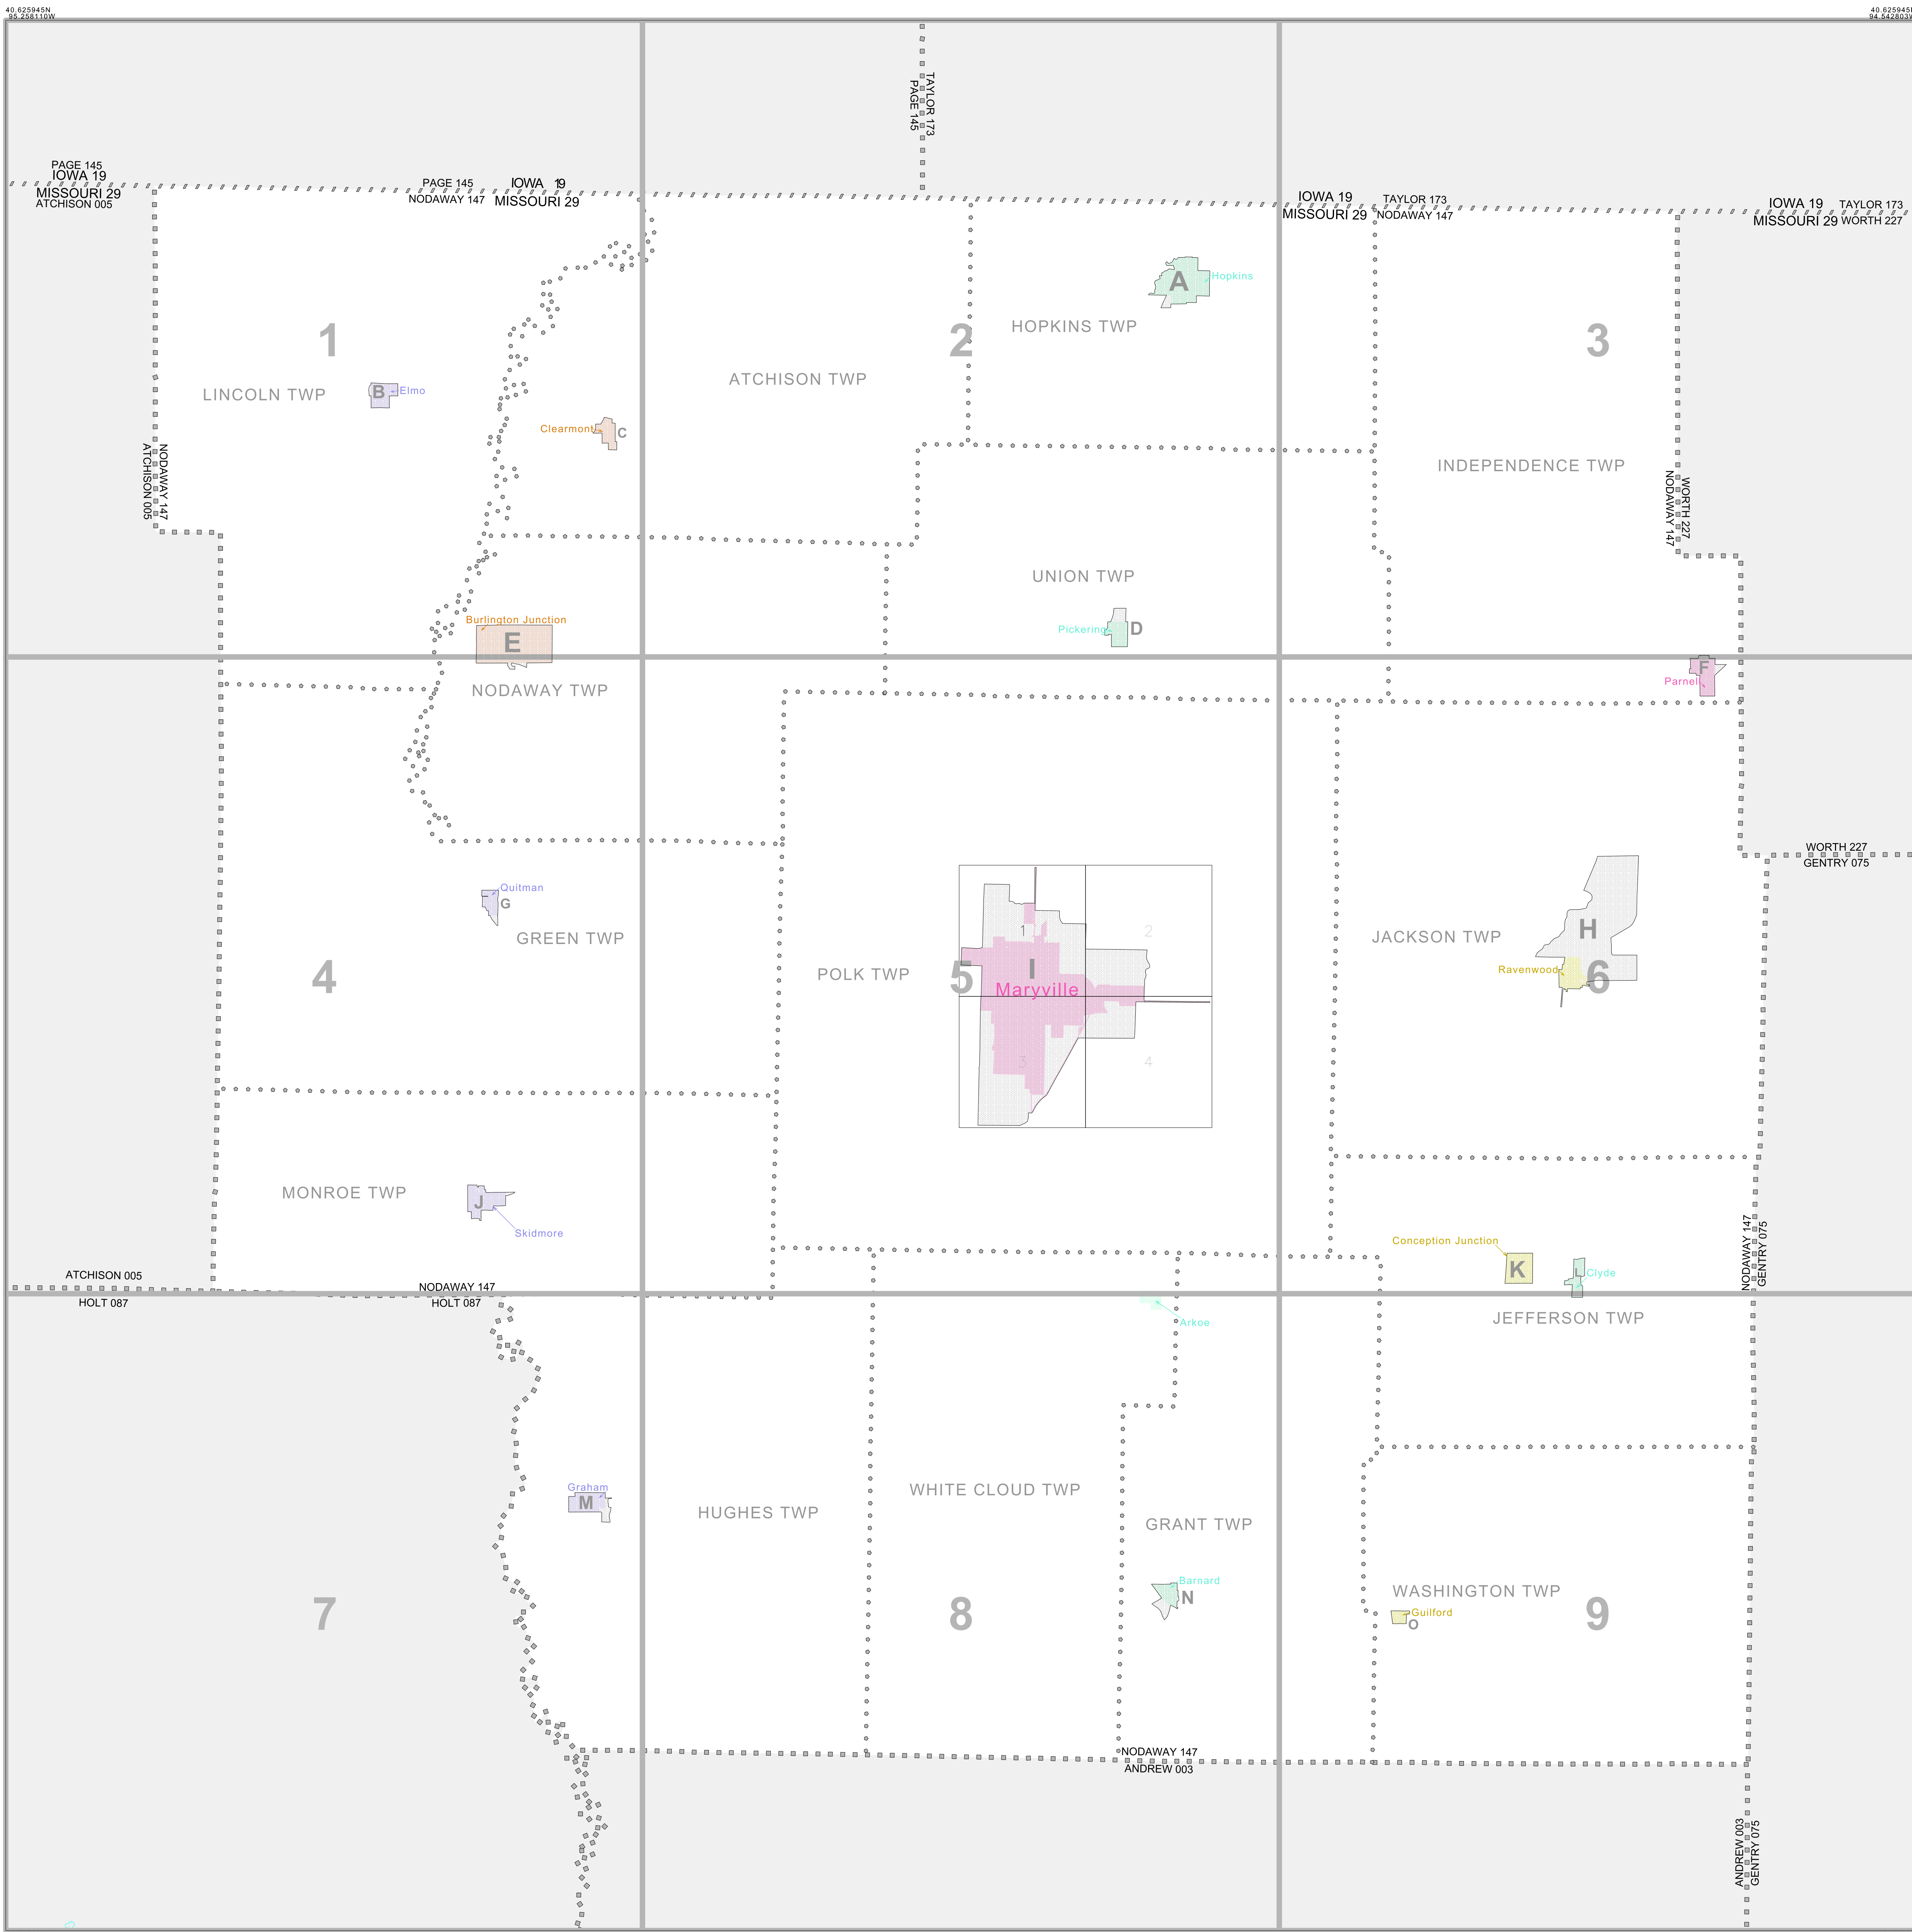 40.625945N
95.258110W
40.625945N
94.542803W
TAYLOR 173
PAGE 145
PAGE 145
IOWA 19
MISSOURI 29
ATCHISON 005
PAGE 145
IOWA 19
NODAWAY 147
MISSOURI 29
IOWA 19
TAYLOR 173
MISSOURI 29
NODAWAY 147
IOWA 19
TAYLOR 173
MISSOURI 29
WORTH 227
A
Hopkins
1
2
HOPKINS TWP
3
ATCHISON TWP
LINCOLN TWP
B
Elmo
Clearmont
C
INDEPENDENCE TWP
NODAWAY 147
ATCHISON 005
WORTH 227
NODAWAY 147
UNION TWP
Burlington Junction
E
Pickering
D
F
Parnell
NODAWAY TWP
WORTH 227
GENTRY 075
Quitman
G
GREEN TWP
1
2
H
JACKSON TWP
4
POLK TWP
5
I
Maryville
Ravenwood
6
3
4
MONROE TWP
J
Skidmore
Conception Junction
K
L
Clyde
NODAWAY 147
GENTRY 075
ATCHISON 005
HOLT 087
NODAWAY 147
HOLT 087
JEFFERSON TWP
Arkoe
Graham
M
HUGHES TWP
WHITE CLOUD TWP
GRANT TWP
Barnard
N
WASHINGTON TWP
Guilford
O
7
8
9
NODAWAY 147
ANDREW 003
ANDREW 003
GENTRY 075